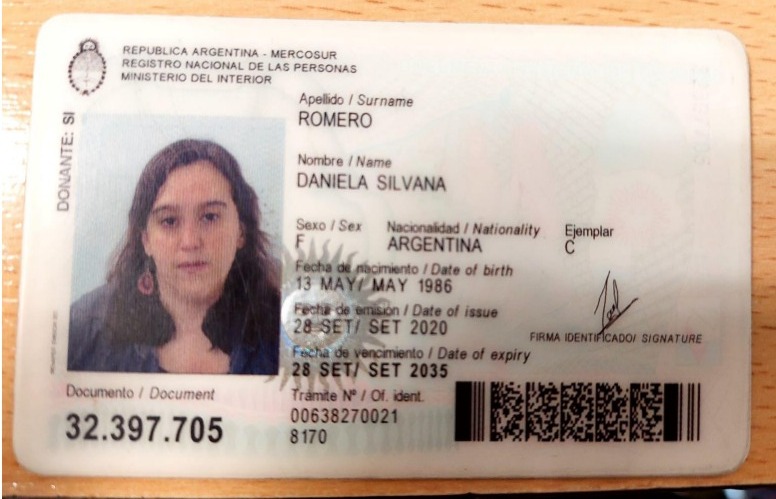 REPUBLICA ARGENTINA - MERCOSUR
REGISTRO NACIONAL DE LAS PERSONAS
MINISTERIO DEL INTERIOR
Apellido / Surname
ROMERO
Nombre / Name
DANIELA SILVANA
Sexo / Sex Nacionalidad / Nationality Ejemplar
F ARGENTINA C
Fecha de nacimiento / Date of birth
13 MAY/ MAY 1986
Fecha de emisión / Date of issue
28 SET/ SET 2020
FIRMA IDENTIFICADO/ SIGNATURE
Fecha de vencimiento / Date of expiry
28 SET/ SET 2035
Documento / Document
32.397.705
Trámite Nº / Of. ident.
00638270021
8170
DONANTE: SI